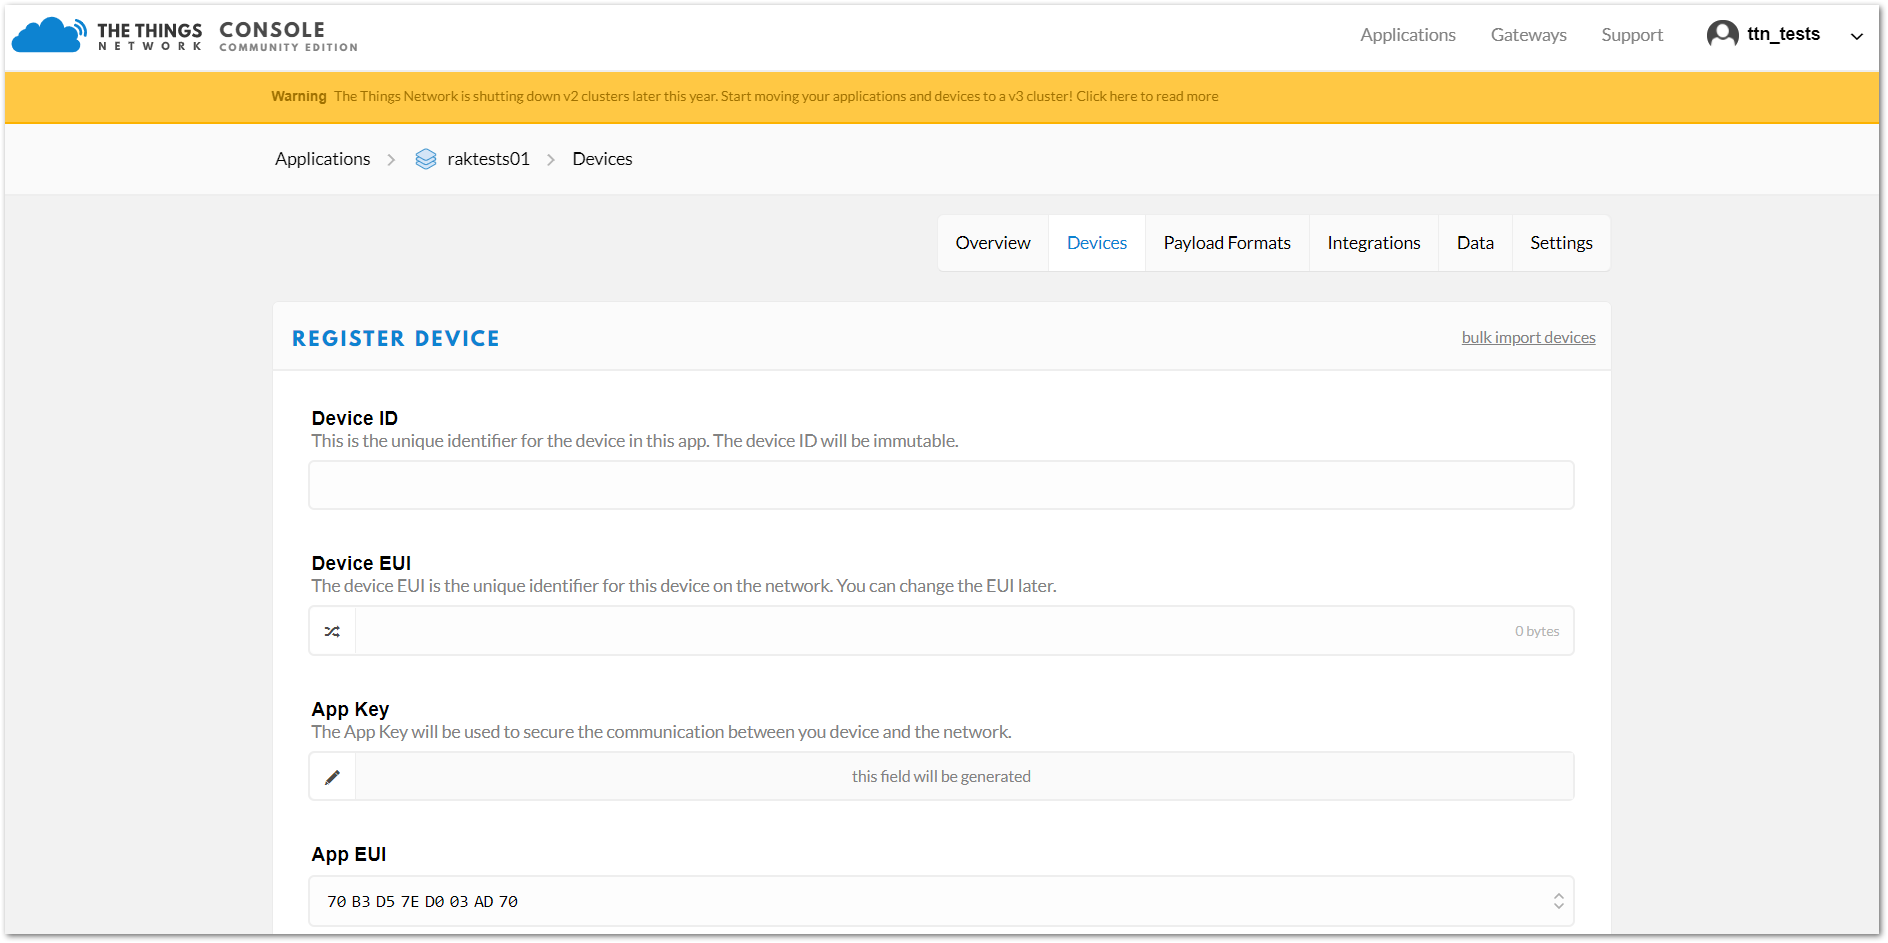 THE THINGS NETWORK CONSOLE COMMUNITY EDITION
Applications Gateways Support ttn_tests
Warning The Things Network is shutting down v2 clusters later this year. Start moving your applications and devices to a v3 cluster! Click here to read more
Applications raktests01 Devices
Overview Devices Payload Formats Integrations Data Settings
REGISTER DEVICE bulk import devices
Device ID
This is the unique identifier for the device in this app. The device ID will be immutable.
Device EUI
The device EUI is the unique identifier for this device on the network. You can change the EUI later.
0 bytes
App Key
The App Key will be used to secure the communication between you device and the network.
this field will be generated
App EUI
70 B3 D5 7E D0 03 AD 70